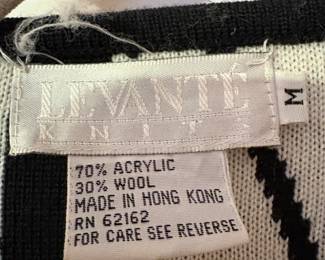 LEVANTÉ
KNITS
M
70% ACRYLIC
30% WOOL
MADE IN HONG KONG
RN 62162
FOR CARE SEE REVERSE